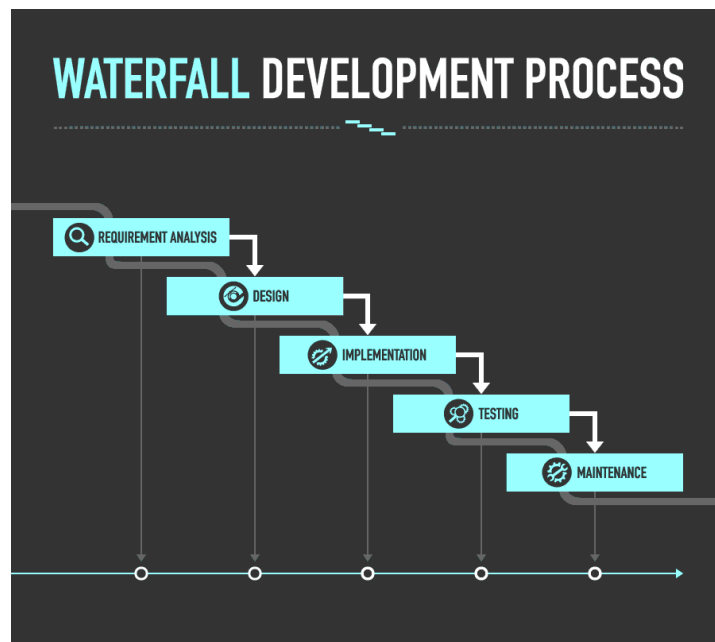 WATERFALL DEVELOPMENT PROCESS
REQUIREMENT ANALYSIS
DESIGN
IMPLEMENTATION
TESTING
MAINTENANCE